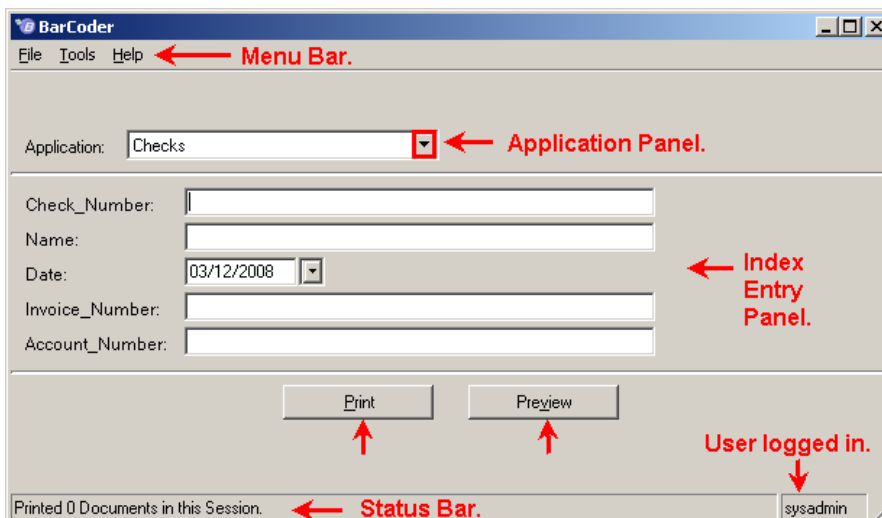 BarCoder
File Tools Help Menu Bar.
Application: Checks Application Panel.
Check_Number:
Name:
Date: 03/12/2008
Invoice_Number:
Account_Number:
Index
Entry
Panel.
Print Preview
User logged in.
Printed 0 Documents in this Session. Status Bar. sysadmin